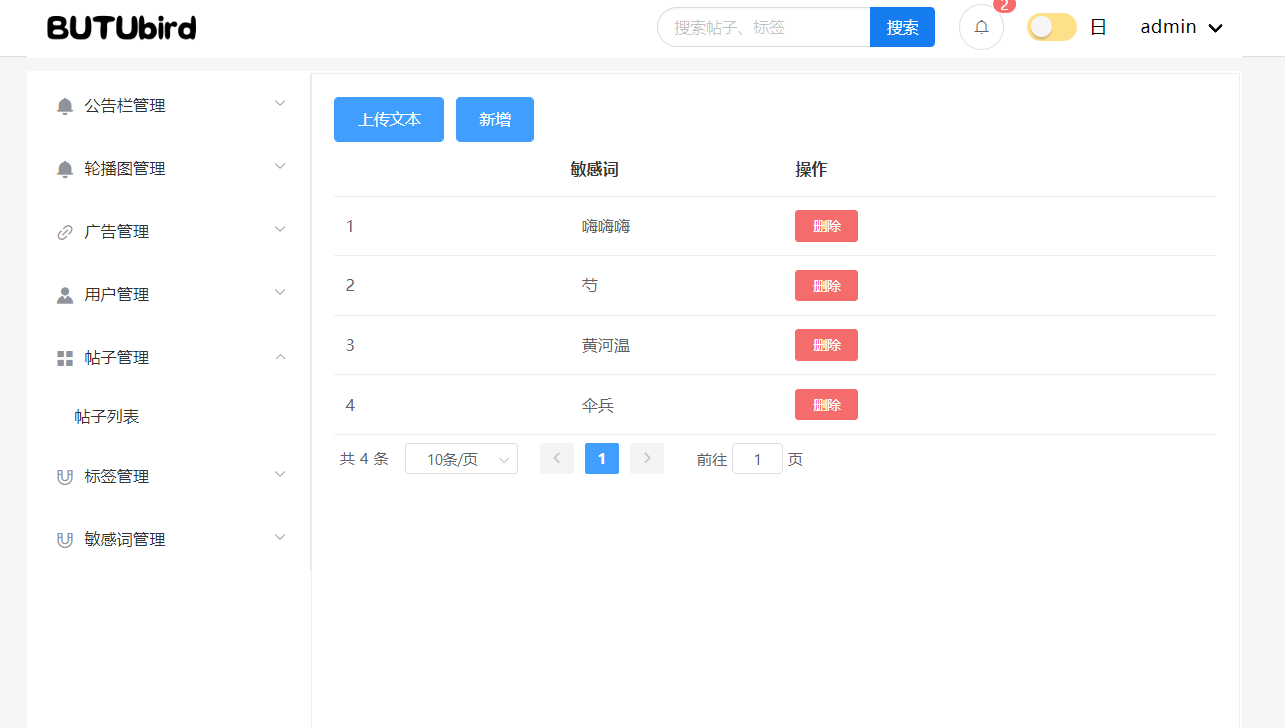 BUTUbird
搜索帖子、标签
搜索
2
日
admin
公告栏管理
轮播图管理
广告管理
用户管理
帖子管理
帖子列表
标签管理
敏感词管理
上传文本
新增
敏感词 操作
1 嗨嗨嗨 删除
2 芍 删除
3 黄河温 删除
4 伞兵 删除
共 4 条 10条/页 1 前往 1 页